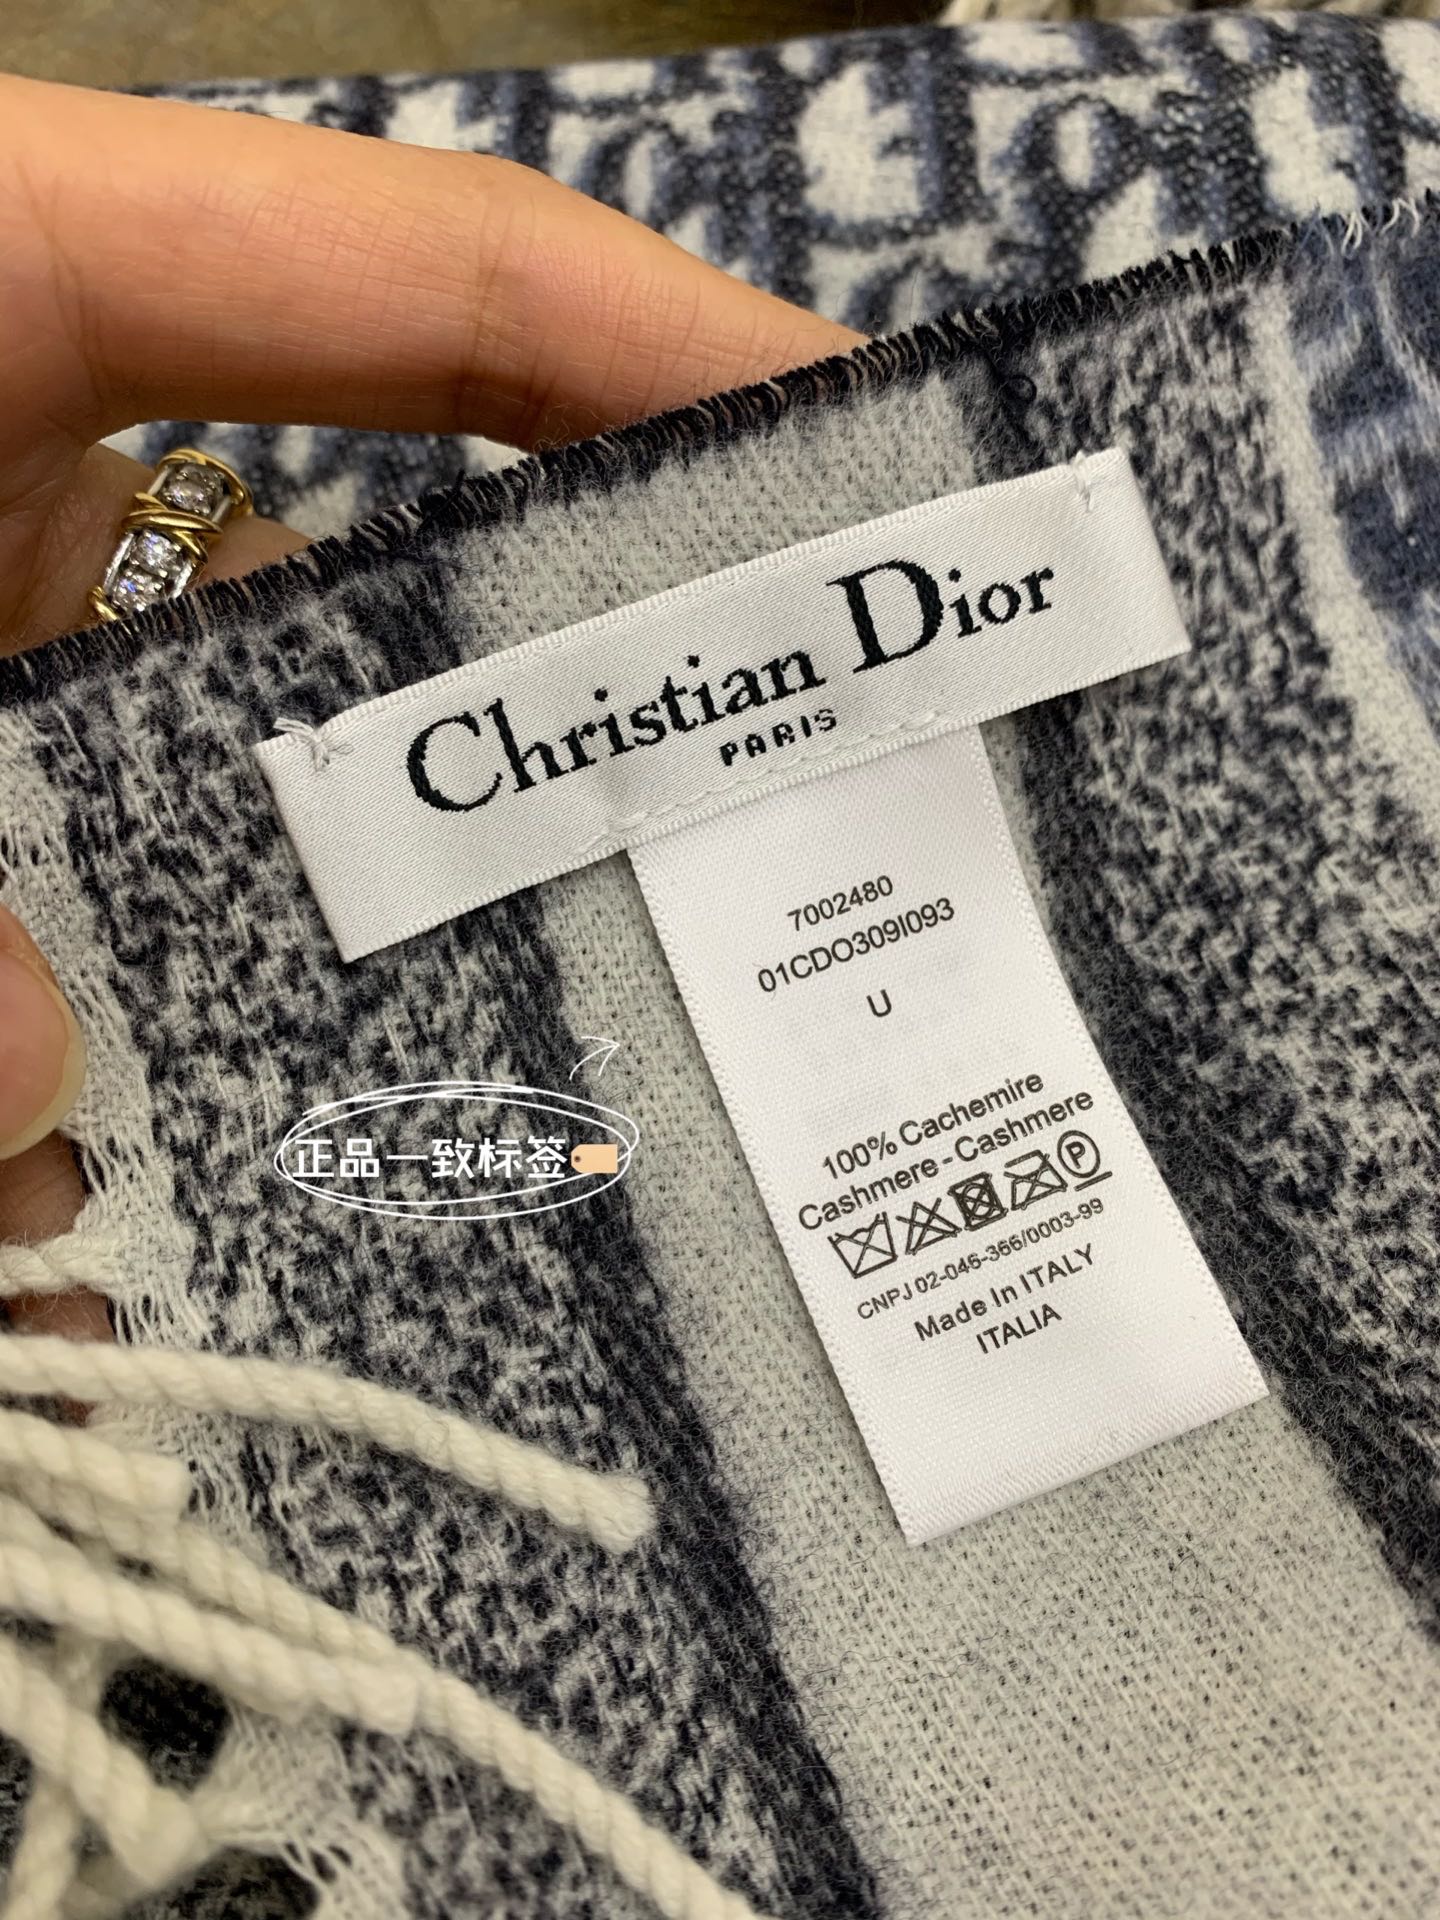 Christian Dior
PARIS
7002480
01CDO309I093
U
正品一致标签
100% Cachemire
Cashmere-Cashmere
P
CNPJ 02-046-366/0003-99
Made In ITALY
ITALIA